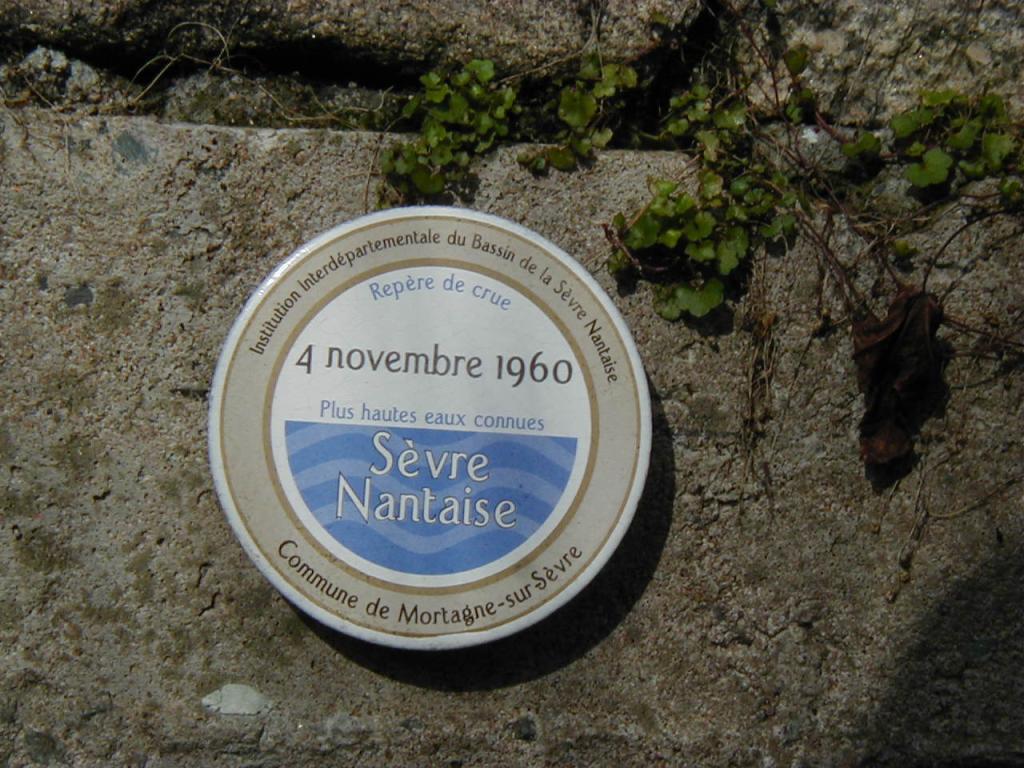 Institution Interdépartementale du Bassin de la Sèvre Nantaise
Repère de crue
4 novembre 1960
Plus hautes eaux connues
Sèvre
Nantaise
Commune de Mortagne-sur-Sèvre